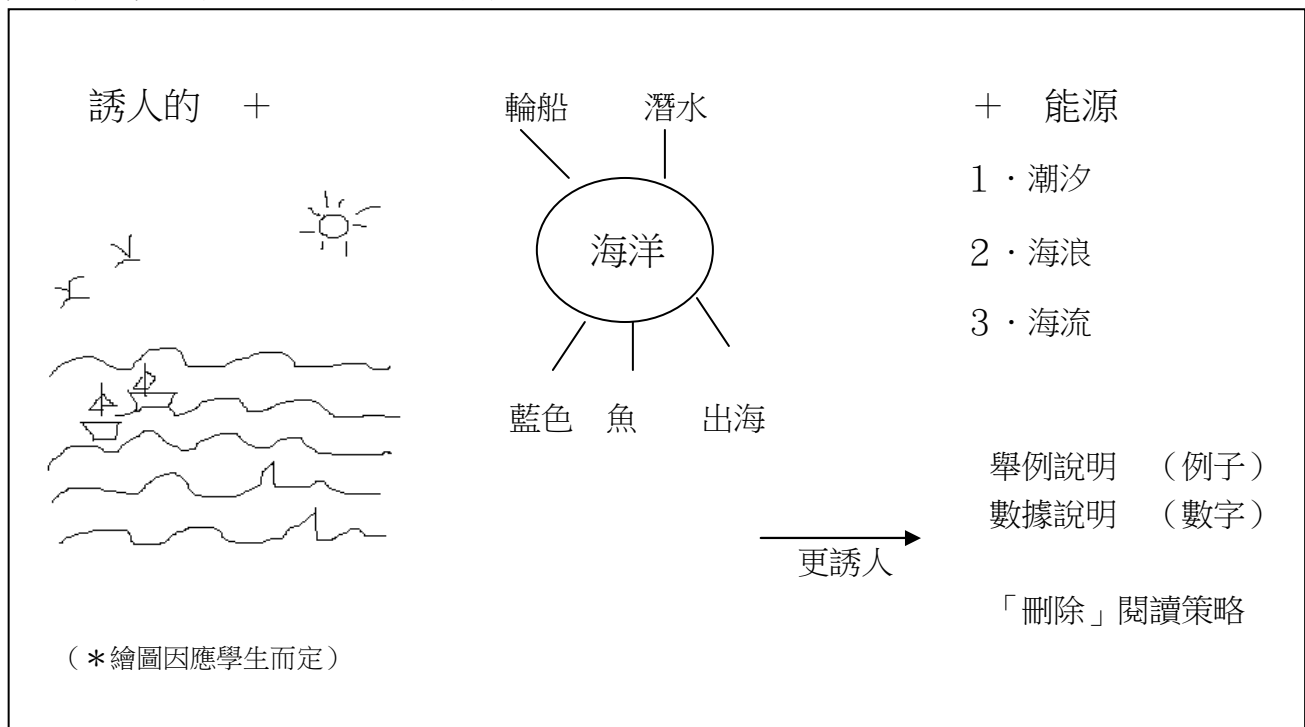 誘人的 ＋
輪船 潛水
＋ 能源
海洋
１．潮汐
２．海浪
３．海流
藍色 魚 出海
舉例說明 （例子）
數據說明 （數字）
更誘人
「刪除」閱讀策略
（＊繪圖因應學生而定）